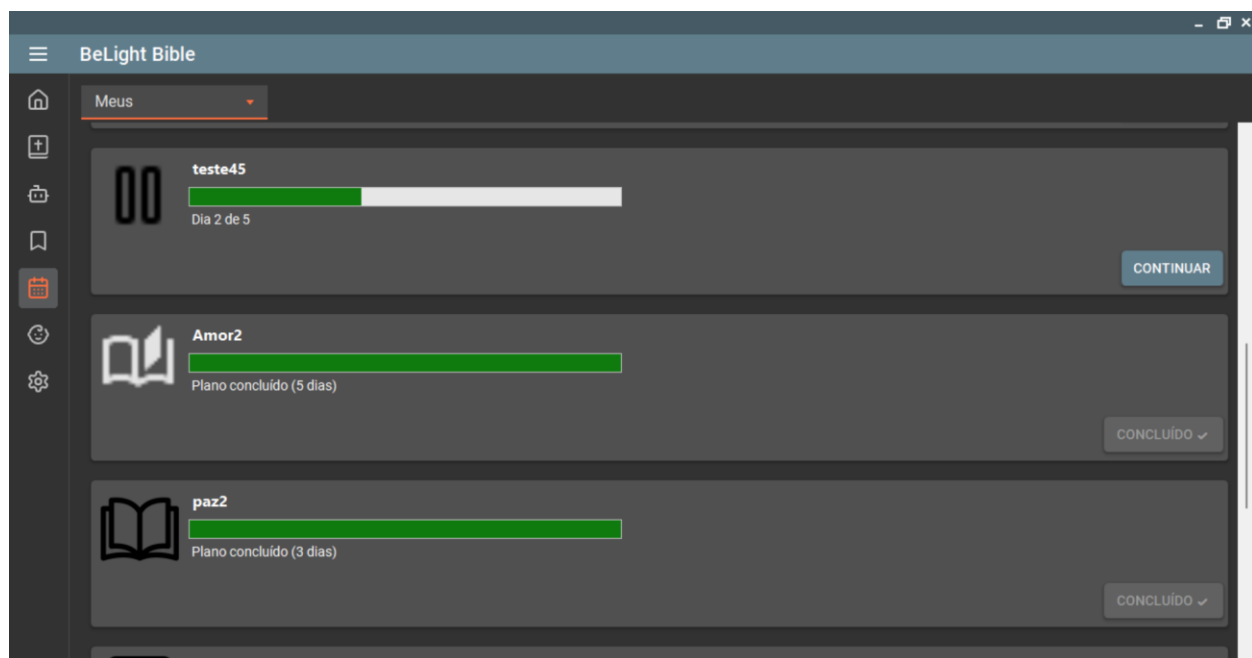 BeLight Bible
Meus
teste45
Dia 2 de 5
CONTINUAR
Amor2
Plano concluído (5 dias)
CONCLUÍDO ✓
paz2
Plano concluído (3 dias)
CONCLUÍDO ✓